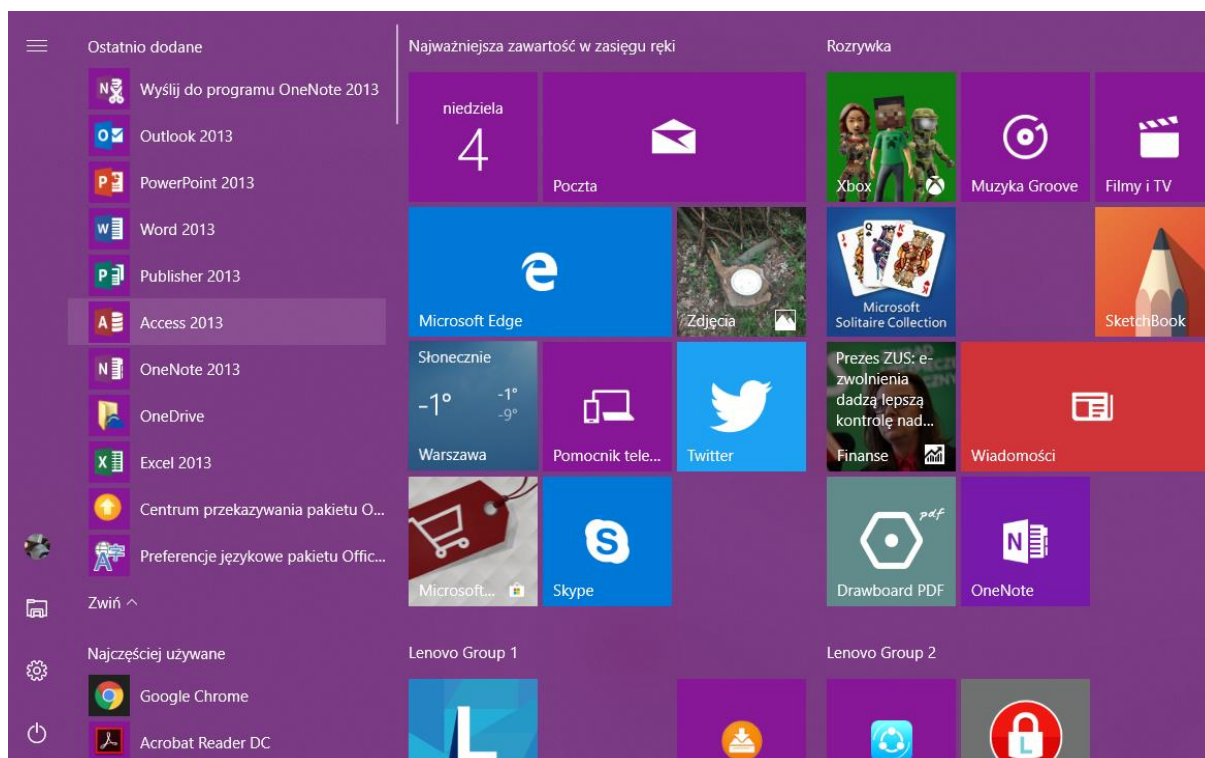 Ostatnio dodane
Wyślij do programu OneNote 2013
Outlook 2013
PowerPoint 2013
Word 2013
Publisher 2013
Access 2013
OneNote 2013
OneDrive
Excel 2013
Centrum przekazywania pakietu O...
Preferencje językowe pakietu Offic...
Zwiń
Najczęściej używane
Google Chrome
Acrobat Reader DC
Najważniejsza zawartość w zasięgu ręki
niedziela
4
Poczta
Microsoft Edge
Zdjęcia
Słonecznie
-1°
-1°
-9°
Warszawa
Pomocnik tele...
Twitter
Microsoft...
Skype
Lenovo Group 1
Rozrywka
Xbox
Muzyka Groove
Filmy i TV
Microsoft
Solitaire Collection
SketchBook
Prezes ZUS: e-
zwolnienia
dadzą lepszą
kontrolę nad...
Finanse
Wiadomości
pdf
Drawboard PDF
OneNote
Lenovo Group 2